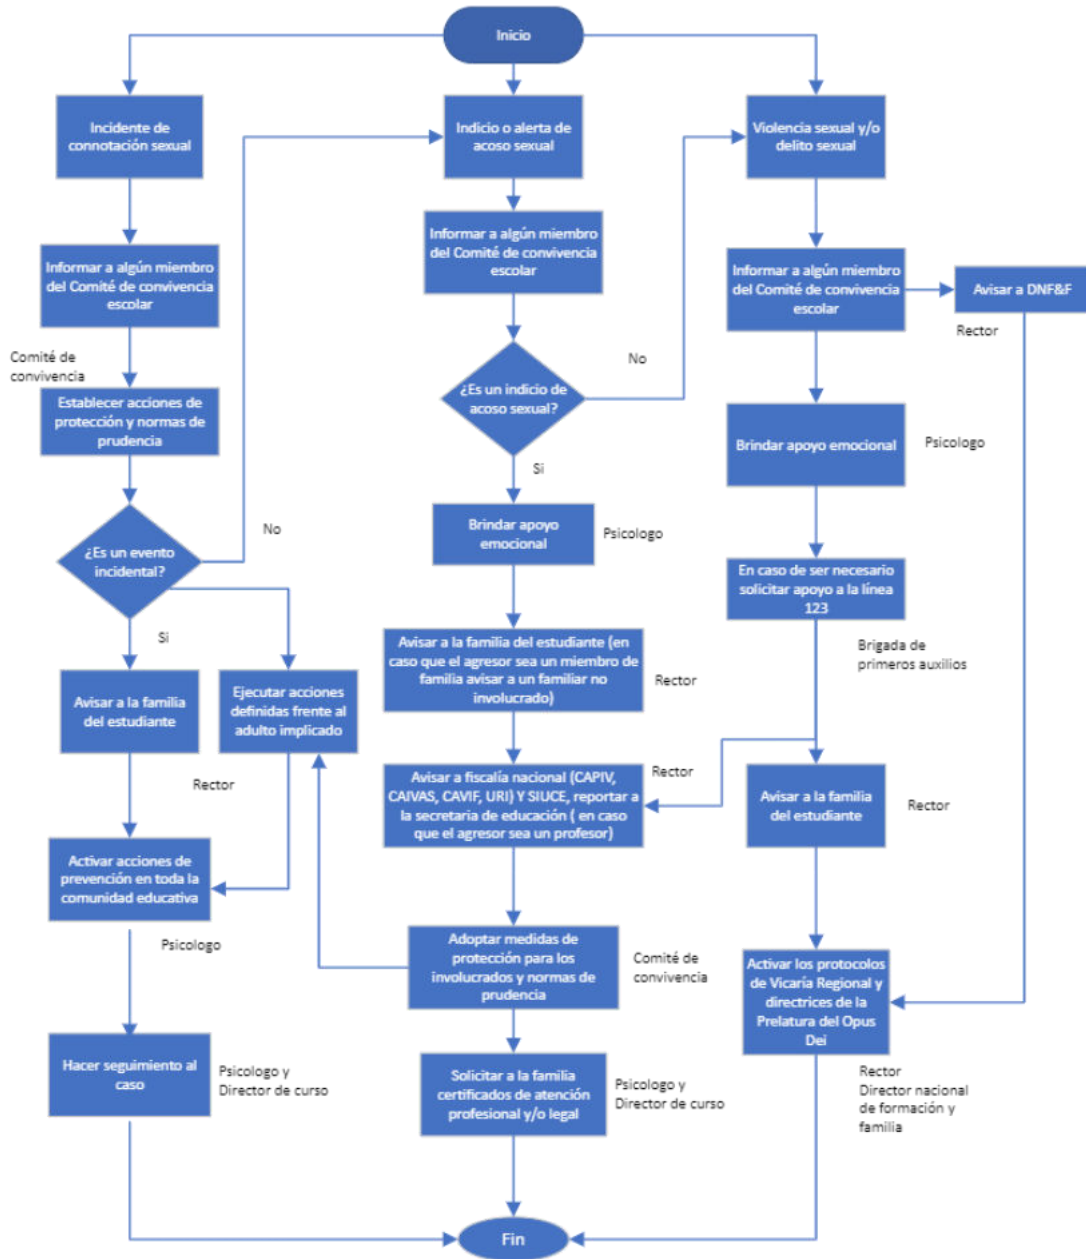 Inicio
Incidente de
connotación sexual
Indicio o alerta de
acoso sexual
Violencia sexual y/o
delito sexual
Informar a algún miembro
del Comité de convivencia
escolar
Informar a algún miembro
del Comité de convivencia
escolar
Informar a algún miembro
del Comité de convivencia
escolar
Avisar a DNF&F
Rector
Comité de
convivencia
No
¿Es un indicio de
acoso sexual?
Establecer acciones de
protección y normas de
prudencia
Brindar apoyo emocional
Psicologo
Si
No
Brindar apoyo
emocional
Psicologo
¿Es un evento
incidental?
En caso de ser necesario
solicitar apoyo a la línea
123
Si
Brigada de
primeros auxilios
Avisar a la familia del estudiante (en
caso que el agresor sea un miembro de
familia avisar a un familiar no
involucrado)
Rector
Avisar a la familia
del estudiante
Ejecutar acciones
definidas frente al
adulto implicado
Rector
Avisar a fiscalía nacional (CAPIV,
CAIVAS, CAVIF, URI) Y SIUCE, reportar a
la secretaria de educación ( en caso
que el agresor sea un profesor)
Rector
Avisar a la familia
del estudiante
Rector
Activar acciones de
prevención en toda la
comunidad educativa
Psicologo
Adoptar medidas de
protección para los
involucrados y normas de
prudencia
Comité de
convivencia
Activar los protocolos
de Vicaría Regional y
directrices de la
Prelatura del Opus
Dei
Hacer seguimiento al
caso
Psicologo y
Director de curso
Solicitar a la familia
certificados de atención
profesional y/o legal
Psicologo y
Director de curso
Rector
Director nacional
de formación y
familia
Fin